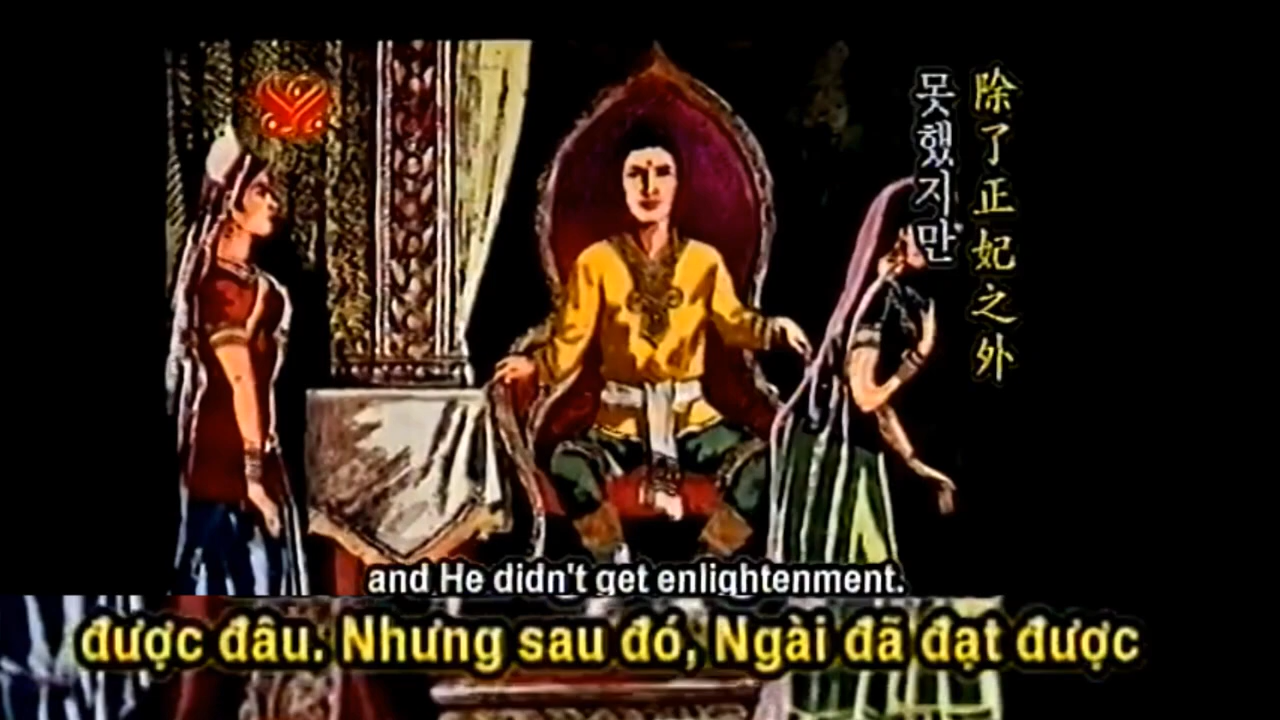 除了正妃之外
못했지만
and He didn't get enlightenment.
được đâu. Nhưng sau đó, Ngài đã đạt được